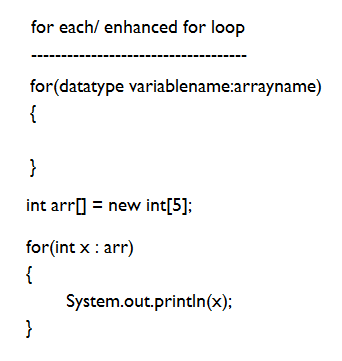 for each/ enhanced for loop
------------------------------------
for(datatype variablename:arrayname)
{
}
int arr[] = new int[5];
for(int x : arr)
{
System.out.println(x);
}